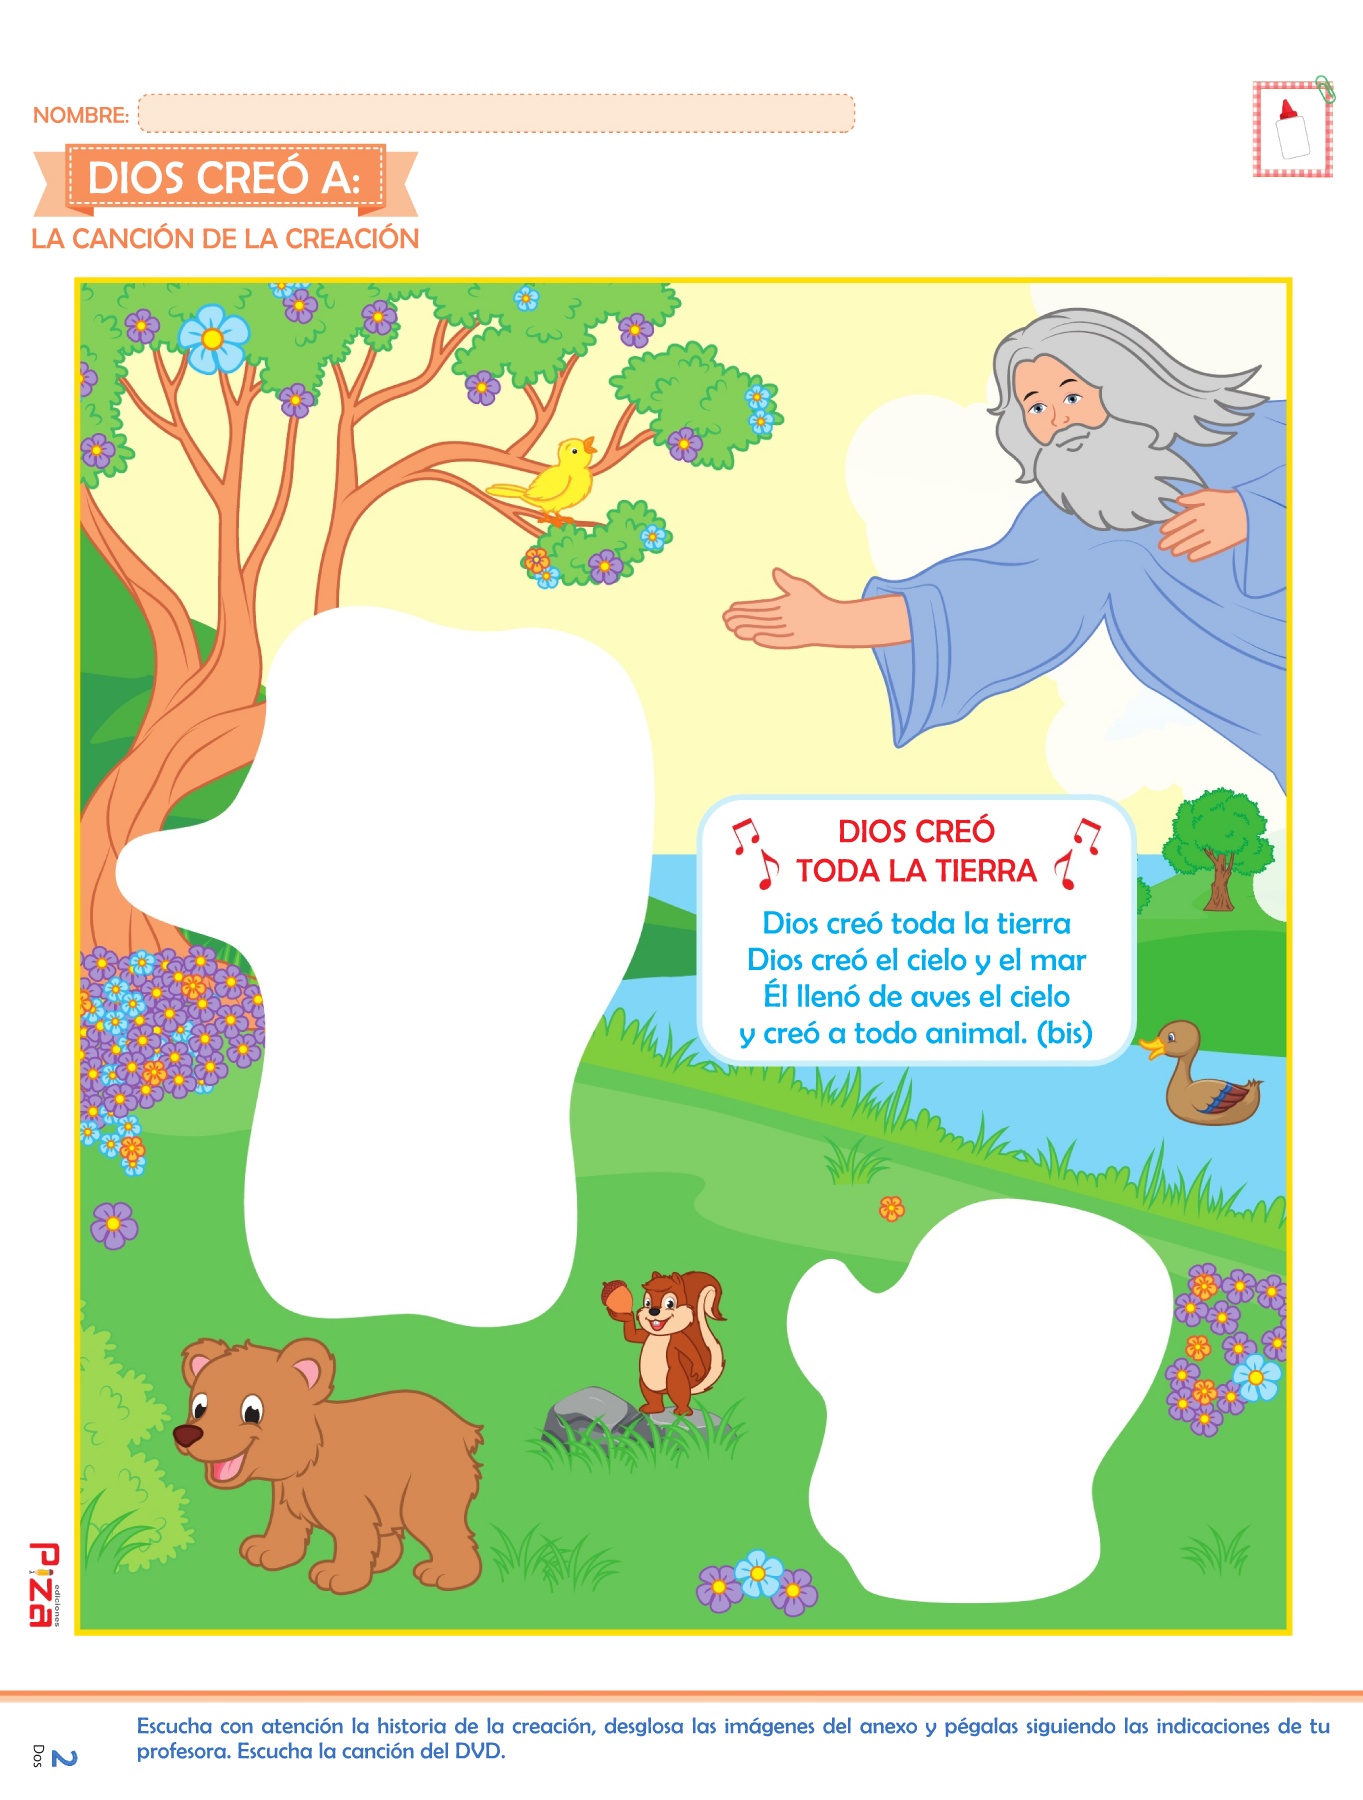 NOMBRE:
DIOS CREÓ A:
LA CANCIÓN DE LA CREACIÓN
DIOS CREÓ
TODA LA TIERRA
Dios creó toda la tierra
Dios creó el cielo y el mar
Él llenó de aves el cielo
y creó a todo animal. (bis)
Piza
ediciones
Escucha con atención la historia de la creación, desglosa las imágenes del anexo y pégalas siguiendo las indicaciones de tu
profesora. Escucha la canción del DVD.
2
Dos